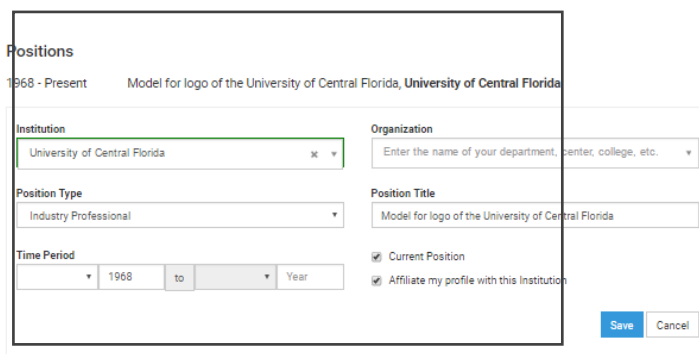 Positions
1968 - Present Model for logo of the University of Central Florida, University of Central Florida
Institution Organization
University of Central Florida Enter the name of your department, center, college, etc.
Position Type Position Title
Industry Professional Model for logo of the University of Central Florida
Time Period Current Position
1968 to Year Affiliate my profile with this Institution
Save Cancel